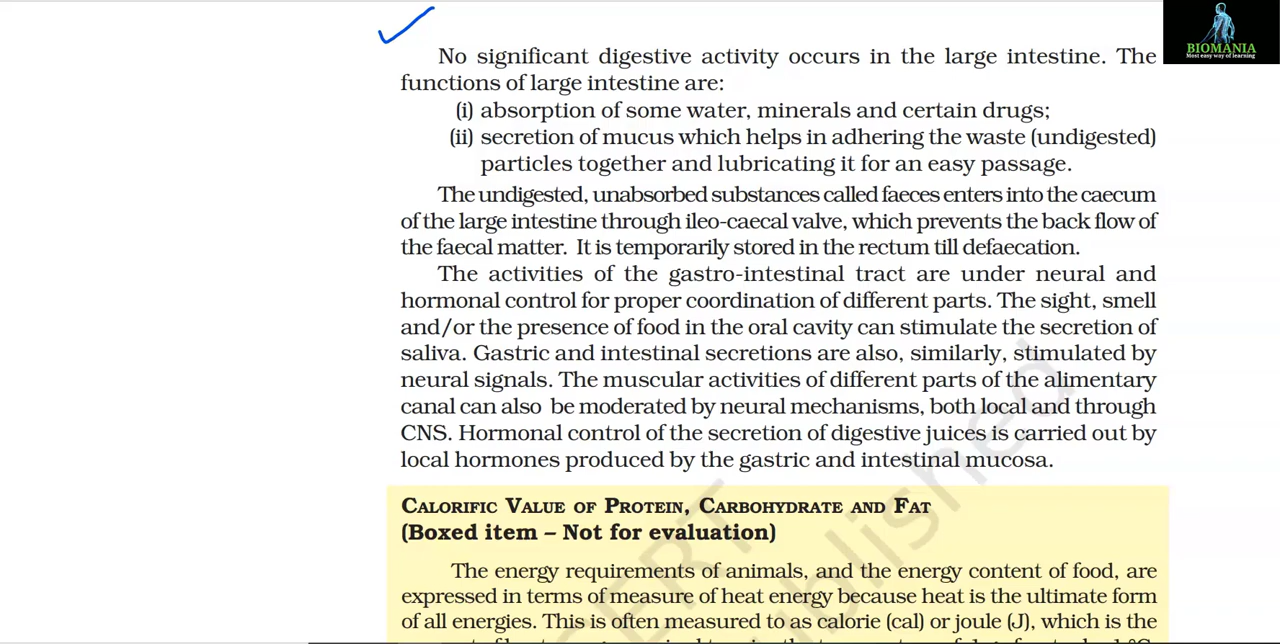 BIOMANIA
Most easy way of learning
No significant digestive activity occurs in the large intestine. The
functions of large intestine are:
(i) absorption of some water, minerals and certain drugs;
(ii) secretion of mucus which helps in adhering the waste (undigested)
particles together and lubricating it for an easy passage.
The undigested, unabsorbed substances called faeces enters into the caecum
of the large intestine through ileo-caecal valve, which prevents the back flow of
the faecal matter. It is temporarily stored in the rectum till defaecation.
The activities of the gastro-intestinal tract are under neural and
hormonal control for proper coordination of different parts. The sight, smell
and/or the presence of food in the oral cavity can stimulate the secretion of
saliva. Gastric and intestinal secretions are also, similarly, stimulated by
neural signals. The muscular activities of different parts of the alimentary
canal can also be moderated by neural mechanisms, both local and through
CNS. Hormonal control of the secretion of digestive juices is carried out by
local hormones produced by the gastric and intestinal mucosa.
CALORIFIC VALUE OF PROTEIN, CARBOHYDRATE AND FAT
(Boxed item – Not for evaluation)
The energy requirements of animals, and the energy content of food, are
expressed in terms of measure of heat energy because heat is the ultimate form
of all energies. This is often measured to as calorie (cal) or joule (J), which is the